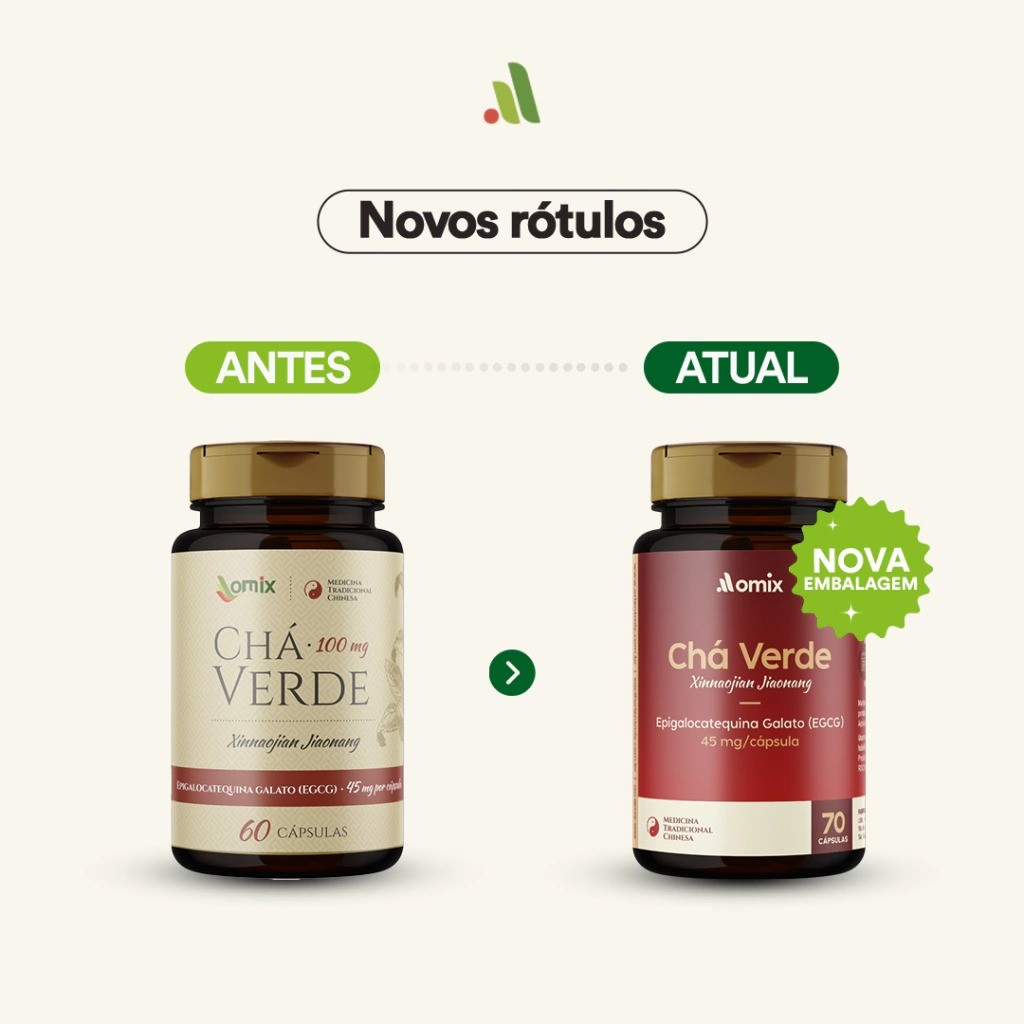 Novos rótulos
ANTES
ATUAL
omix
MEDICINA
TRADICIONAL
CHINESA
CHÁ · 100 mg
VERDE
Xinnaojian Jiaonang
EPIGALOCATEQUINA GALATO (EGCG) · 45 mg por cápsula
60 CÁPSULAS
omix
NOVA
EMBALAGEM
Chá Verde
Xinnaojian Jiaonang
Epigalocatequina Galato (EGCG)
45 mg/cápsula
MEDICINA
TRADICIONAL
CHINESA
70
CÁPSULAS